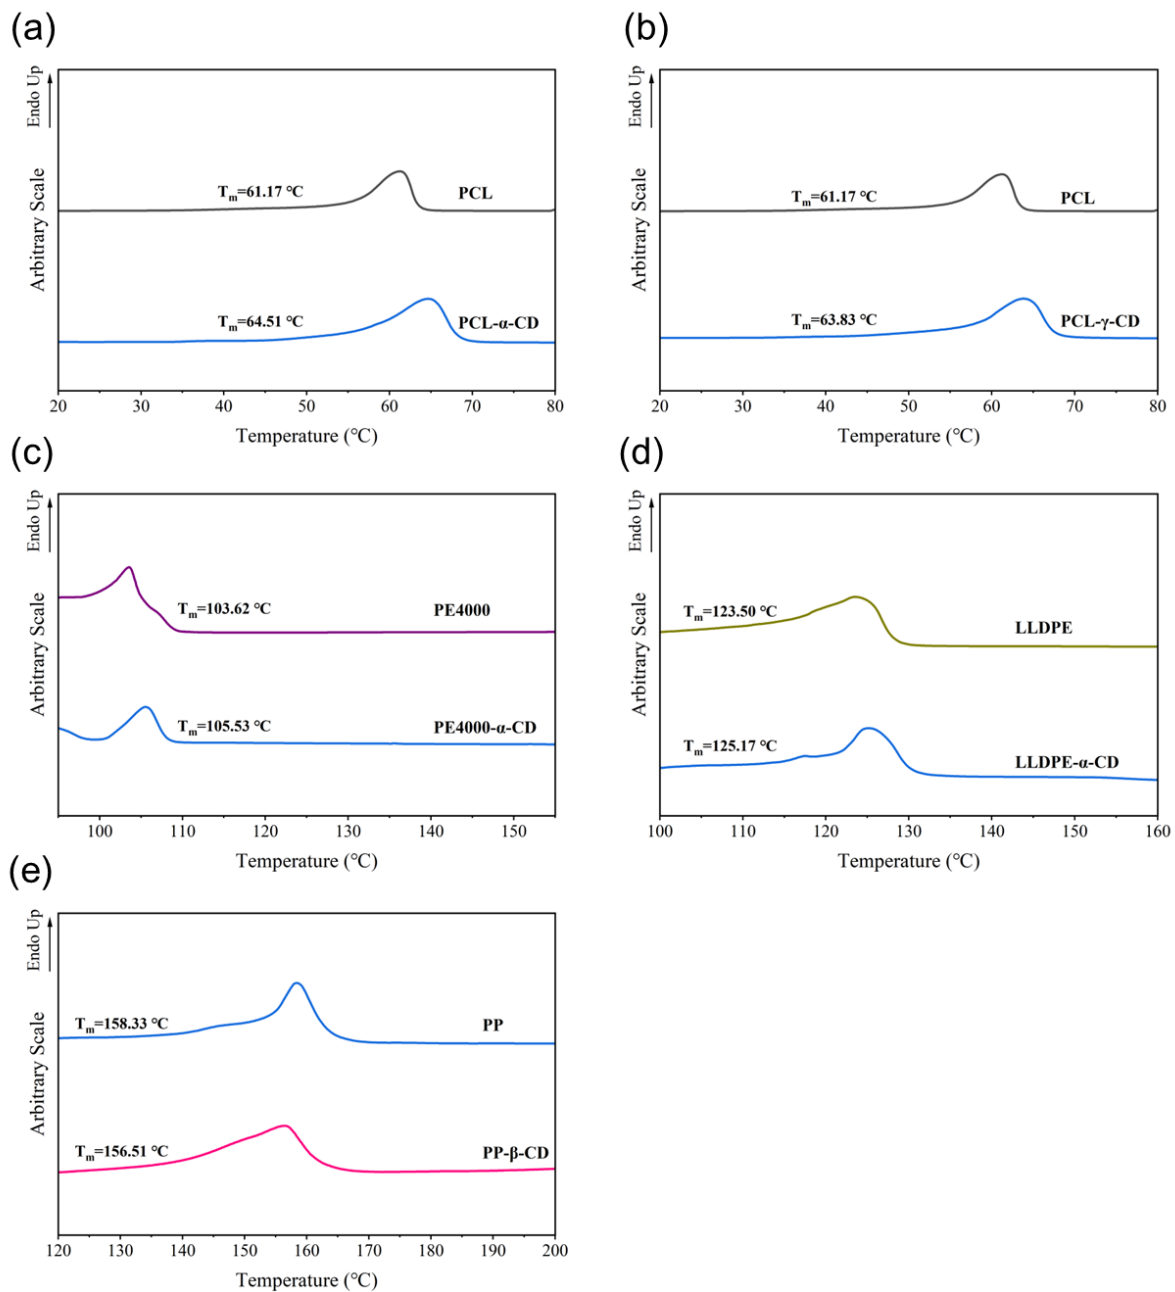 (a)
Endo Up
Arbitrary Scale
Tm=61.17 ℃
PCL
Tm=64.51 ℃
PCL-α-CD
20 30 40 50 60 70 80
Temperature (℃)
(b)
Endo Up
Arbitrary Scale
Tm=61.17 ℃
PCL
Tm=63.83 ℃
PCL-γ-CD
20 30 40 50 60 70 80
Temperature (℃)
(c)
Endo Up
Arbitrary Scale
Tm=103.62 ℃
PE4000
Tm=105.53 ℃
PE4000-α-CD
100 110 120 130 140 150
Temperature (℃)
(d)
Endo Up
Arbitrary Scale
Tm=123.50 ℃
LLDPE
Tm=125.17 ℃
LLDPE-α-CD
100 110 120 130 140 150 160
Temperature (℃)
(e)
Endo Up
Arbitrary Scale
Tm=158.33 ℃
PP
Tm=156.51 ℃
PP-β-CD
120 130 140 150 160 170 180 190 200
Temperature (℃)